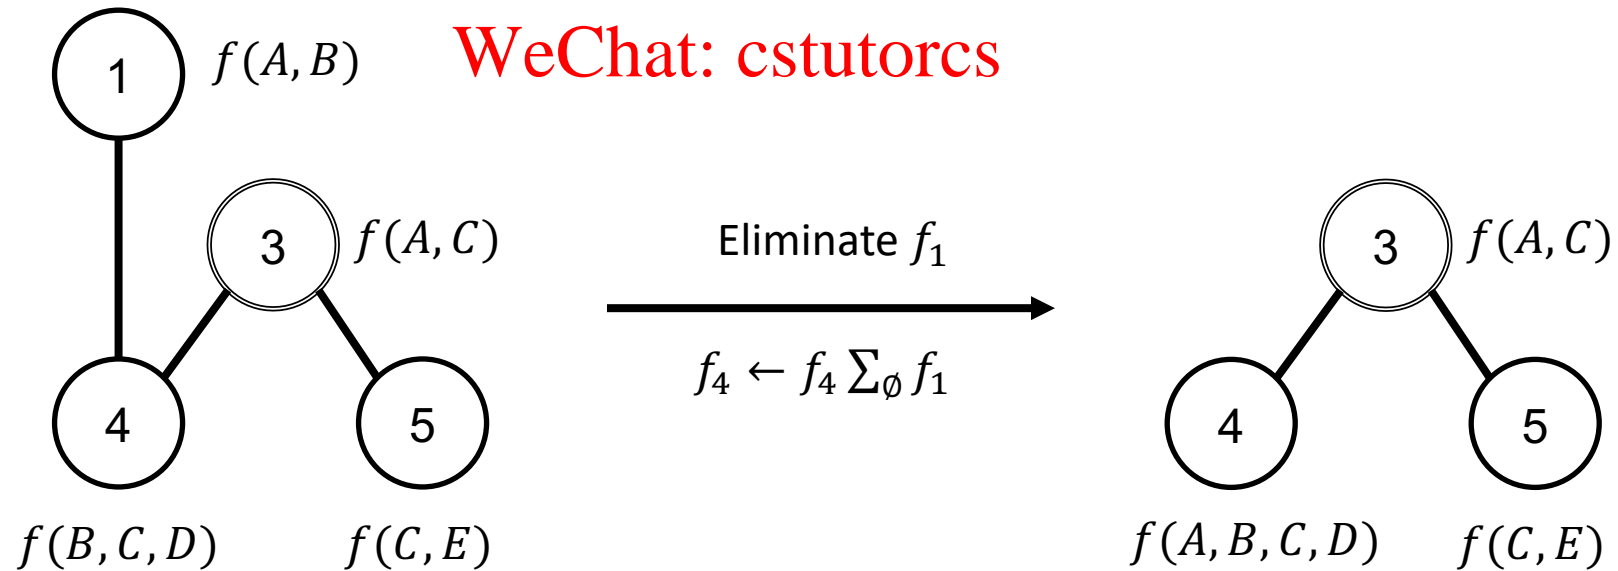 WeChat: cstutorcs
1
f(A, B)
3
f(A, C)
4
5
f(B, C, D)
f(C, E)
Eliminate f₁
f₄ ← f₄ ∑_∅ f₁
3
f(A, C)
4
5
f(A, B, C, D)
f(C, E)